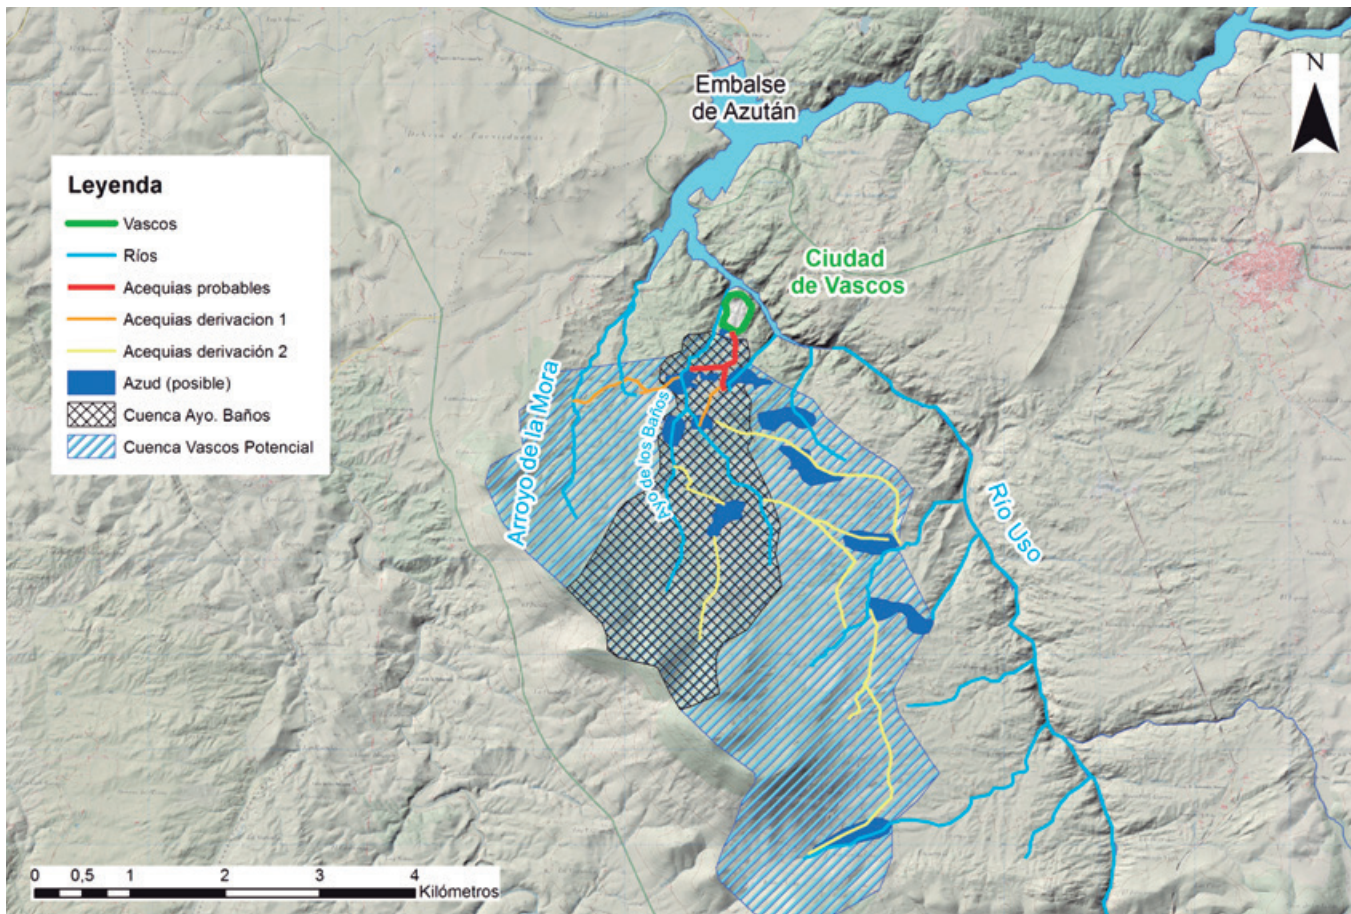 Embalse
de Azután
N
Leyenda
Vascos
Ríos
Acequias probables
Acequias derivacion 1
Acequias derivación 2
Azud (posible)
Cuenca Ayo. Baños
Cuenca Vascos Potencial
Ciudad
de Vascos
Arroyo de la Mora
Ayo de los Baños
Río Uso
0 0,5 1 2 3 4
Kilómetros